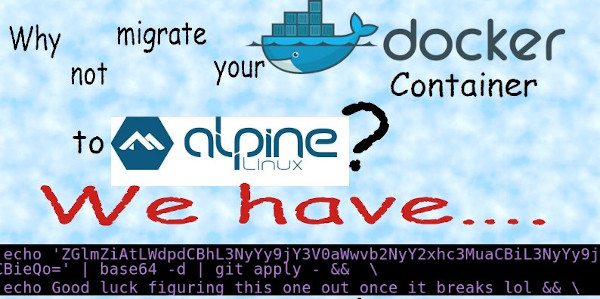 Why not migrate your docker Container
to alpine Linux ?
We have....
echo 'ZGlmZiAtLWdpdCBhL3NyYy9jY3V0aWwvb2NyY2xhc3MuaCBiL3NyYy9j
CBieQo=' | base64 -d | git apply - && \
echo Good luck figuring this one out once it breaks lol && \